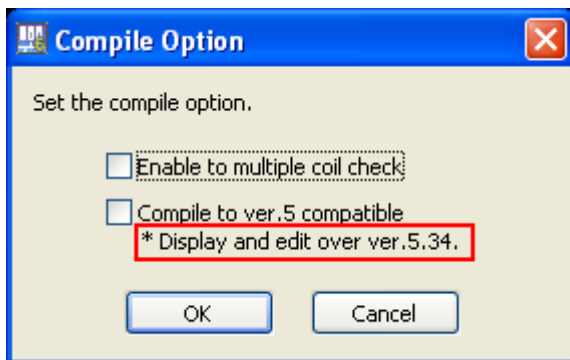 Compile Option
Set the compile option.
Enable to multiple coil check
Compile to ver.5 compatible
* Display and edit over ver.5.34.
OK
Cancel